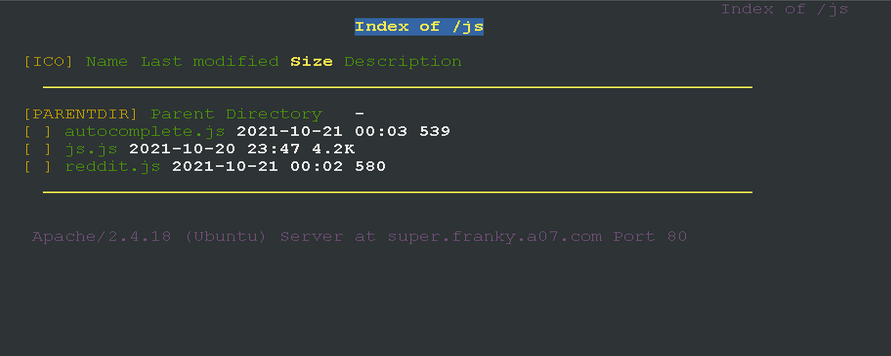 Index of /js
Index of /js
[ICO] Name Last modified Size Description
[PARENTDIR] Parent Directory -
[ ] autocomplete.js 2021-10-21 00:03 539
[ ] js.js 2021-10-20 23:47 4.2K
[ ] reddit.js 2021-10-21 00:02 580
Apache/2.4.18 (Ubuntu) Server at super.franky.a07.com Port 80